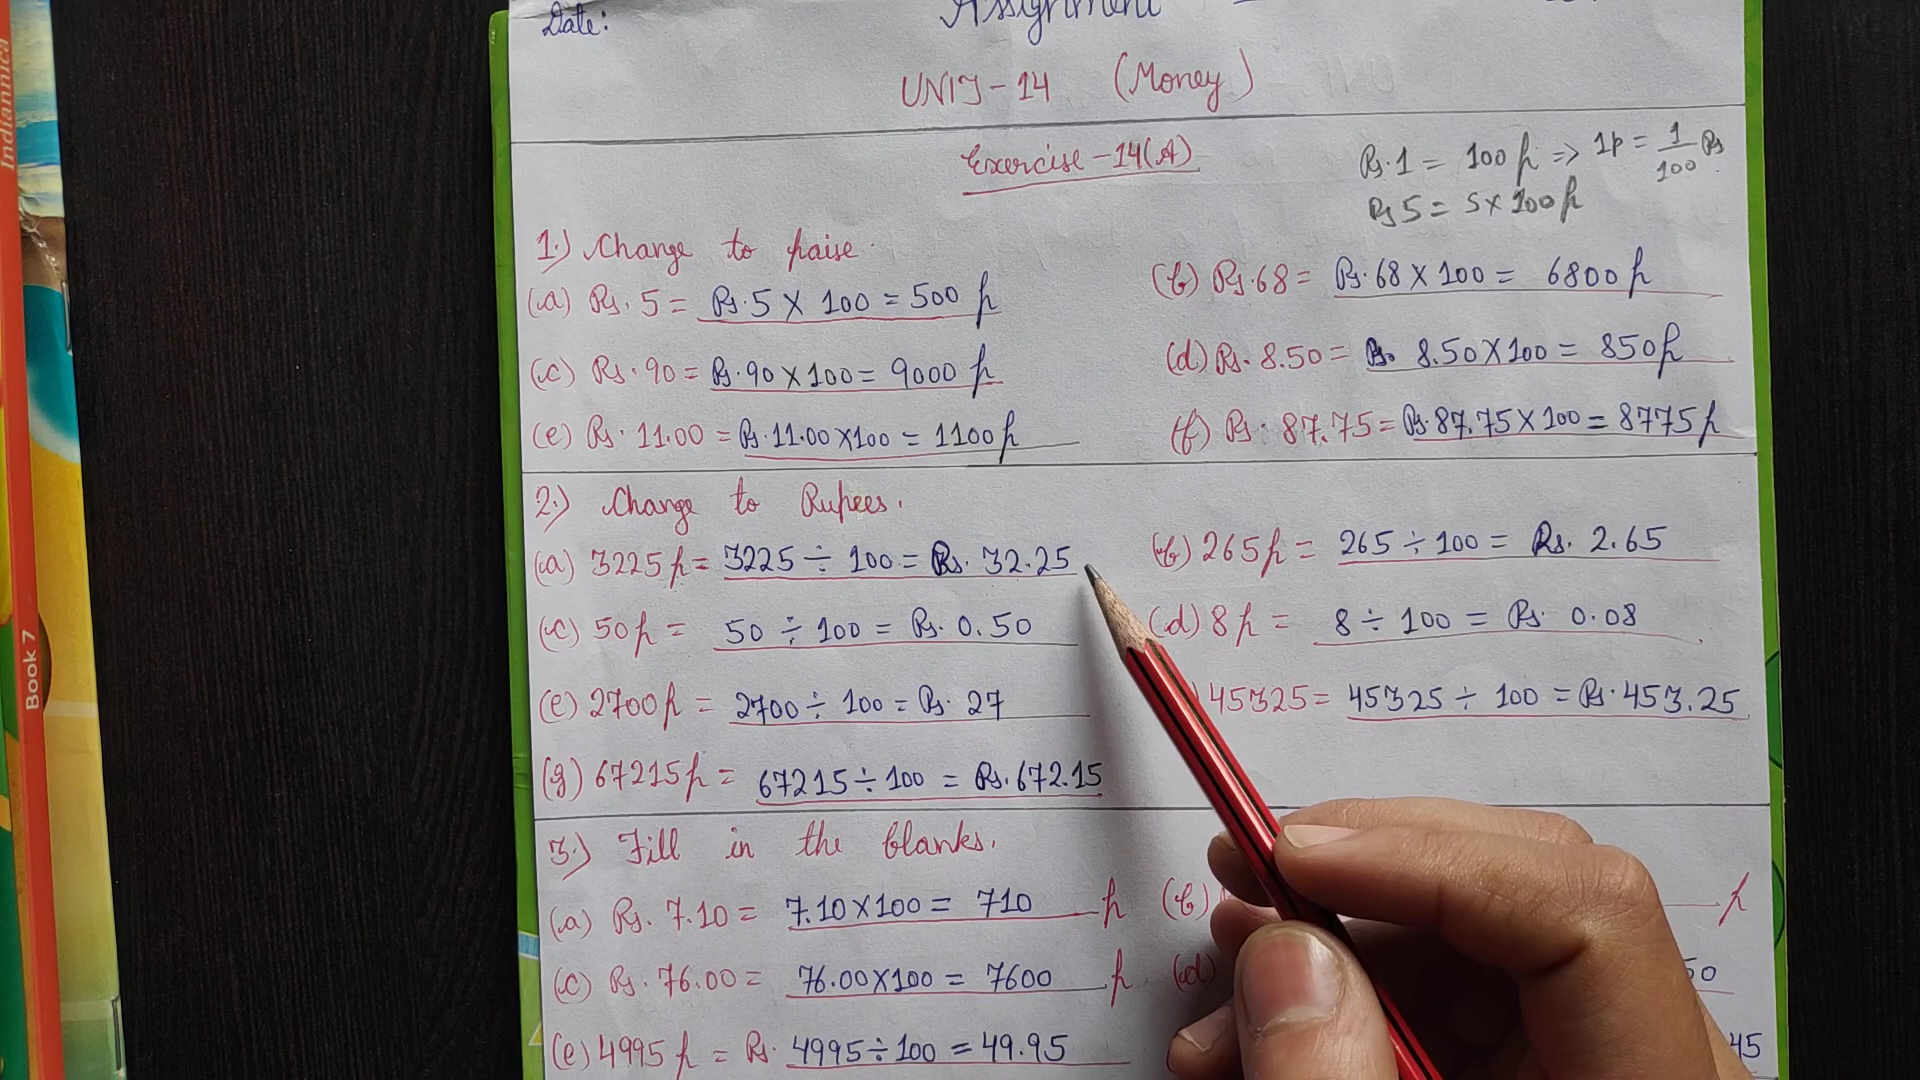 Indiannica
Book 7
Date:
Assignment
UNIT-14 (Money)
Exercise-14(A)
Rs.1 = 100 p => 1p = 1/100 Rs
Rs 5 = 5 x 100 p
1.) Change to paise.
(a) Rs. 5 = Rs. 5 X 100 = 500 p
(b) Rs. 68 = Rs. 68 X 100 = 6800 p
(c) Rs. 90 = Rs. 90 x 100 = 9000 p
(d) Rs. 8.50 = Rs. 8.50 X 100 = 850 p
(e) Rs. 11.00 = Rs. 11.00 x 100 = 1100 p
(f) Rs. 87.75 = Rs. 87.75 X 100 = 8775 p
2.) Change to Rupees.
(a) 3225 p = 3225 ÷ 100 = Rs. 32.25
(b) 265 p = 265 ÷ 100 = Rs. 2.65
(c) 50 p = 50 ÷ 100 = Rs. 0.50
(d) 8 p = 8 ÷ 100 = Rs. 0.08
(e) 2700 p = 2700 ÷ 100 = Rs. 27
45325 = 45325 ÷ 100 = Rs. 453.25
(g) 67215 p = 67215 ÷ 100 = Rs. 672.15
3.) Fill in the blanks.
(a) Rs. 7.10 = 7.10 X 100 = 710 p
(b) p
(c) Rs. 76.00 = 76.00 X 100 = 7600 p
(d) 50
(e) 4995 p = Rs. 4995 ÷ 100 = 49.95
45